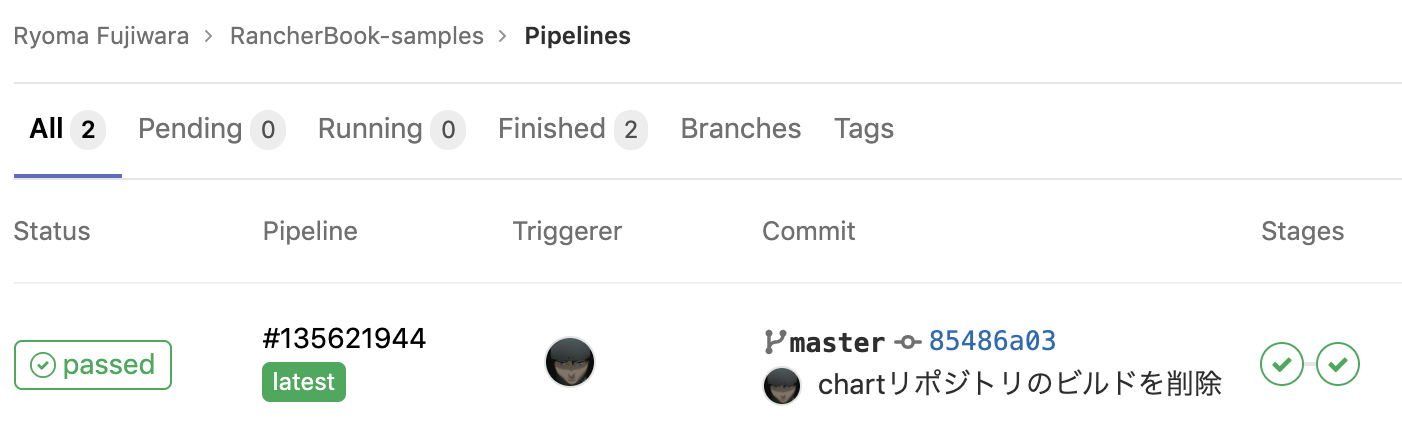 Ryoma Fujiwara > RancherBook-samples > Pipelines
All 2 Pending 0 Running 0 Finished 2 Branches Tags
Status Pipeline Triggerer Commit Stages
passed #135621944 master 85486a03
latest chartリポジトリのビルドを削除